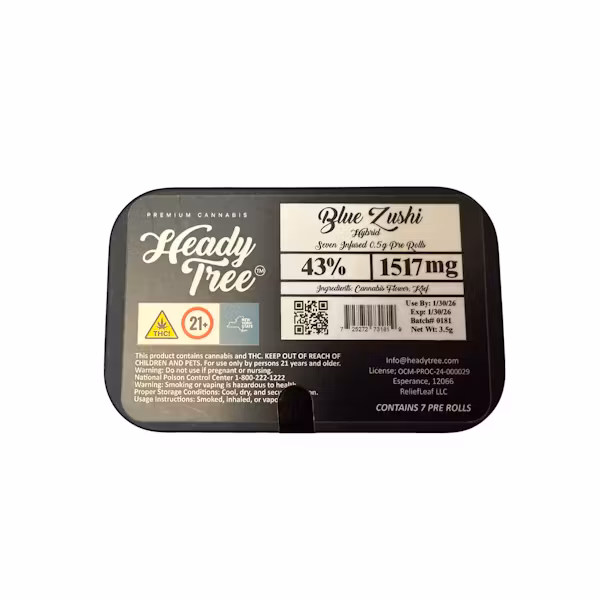 PREMIUM CANNABIS
Heady
Tree™
Blue Zushi
Hybrid
Seven Infused 0.5g Pre Rolls
43% 1517mg
Ingredients: Cannabis Flower, Kief
THC!
21+
NEW YORK STATE
Use By: 1/30/26
Exp: 1/30/26
Batch# 0181
Net Wt: 3.5g
This product contains cannabis and THC. KEEP OUT OF REACH OF
CHILDREN AND PETS. For use only by persons 21 years and older.
Warning: Do not use if pregnant or nursing.
National Poison Control Center 1-800-222-1222
Warning: Smoking or vaping is hazardous to health
Proper Storage Conditions: Cool, dry, and
Usage Instructions: Smoked, inhaled, or
info@headytree.com
License; OCM-PROC-24-000029
Esperance, 12066
ReliefLeaf LLC
CONTAINS 7 PRE ROLLS